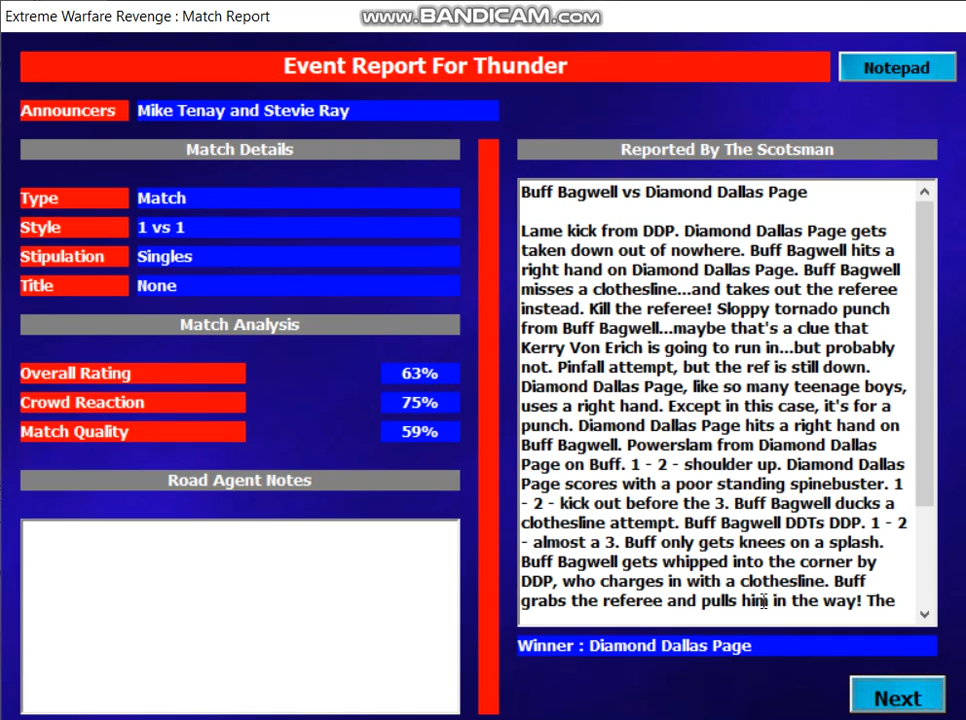 Extreme Warfare Revenge : Match Report
www.BANDICAM.com
Event Report For Thunder
Notepad
Announcers
Mike Tenay and Stevie Ray
Match Details
Type
Match
Style
1 vs 1
Stipulation
Singles
Title
None
Match Analysis
Overall Rating
63%
Crowd Reaction
75%
Match Quality
59%
Road Agent Notes
Reported By The Scotsman
Buff Bagwell vs Diamond Dallas Page
Lame kick from DDP. Diamond Dallas Page gets
taken down out of nowhere. Buff Bagwell hits a
right hand on Diamond Dallas Page. Buff Bagwell
misses a clothesline...and takes out the referee
instead. Kill the referee! Sloppy tornado punch
from Buff Bagwell...maybe that's a clue that
Kerry Von Erich is going to run in...but probably
not. Pinfall attempt, but the ref is still down.
Diamond Dallas Page, like so many teenage boys,
uses a right hand. Except in this case, it's for a
punch. Diamond Dallas Page hits a right hand on
Buff Bagwell. Powerslam from Diamond Dallas
Page on Buff. 1 - 2 - shoulder up. Diamond Dallas
Page scores with a poor standing spinebuster. 1
- 2 - kick out before the 3. Buff Bagwell ducks a
clothesline attempt. Buff Bagwell DDTs DDP. 1 - 2
- almost a 3. Buff only gets knees on a splash.
Buff Bagwell gets whipped into the corner by
DDP, who charges in with a clothesline. Buff
grabs the referee and pulls him in the way! The
Winner : Diamond Dallas Page
Next